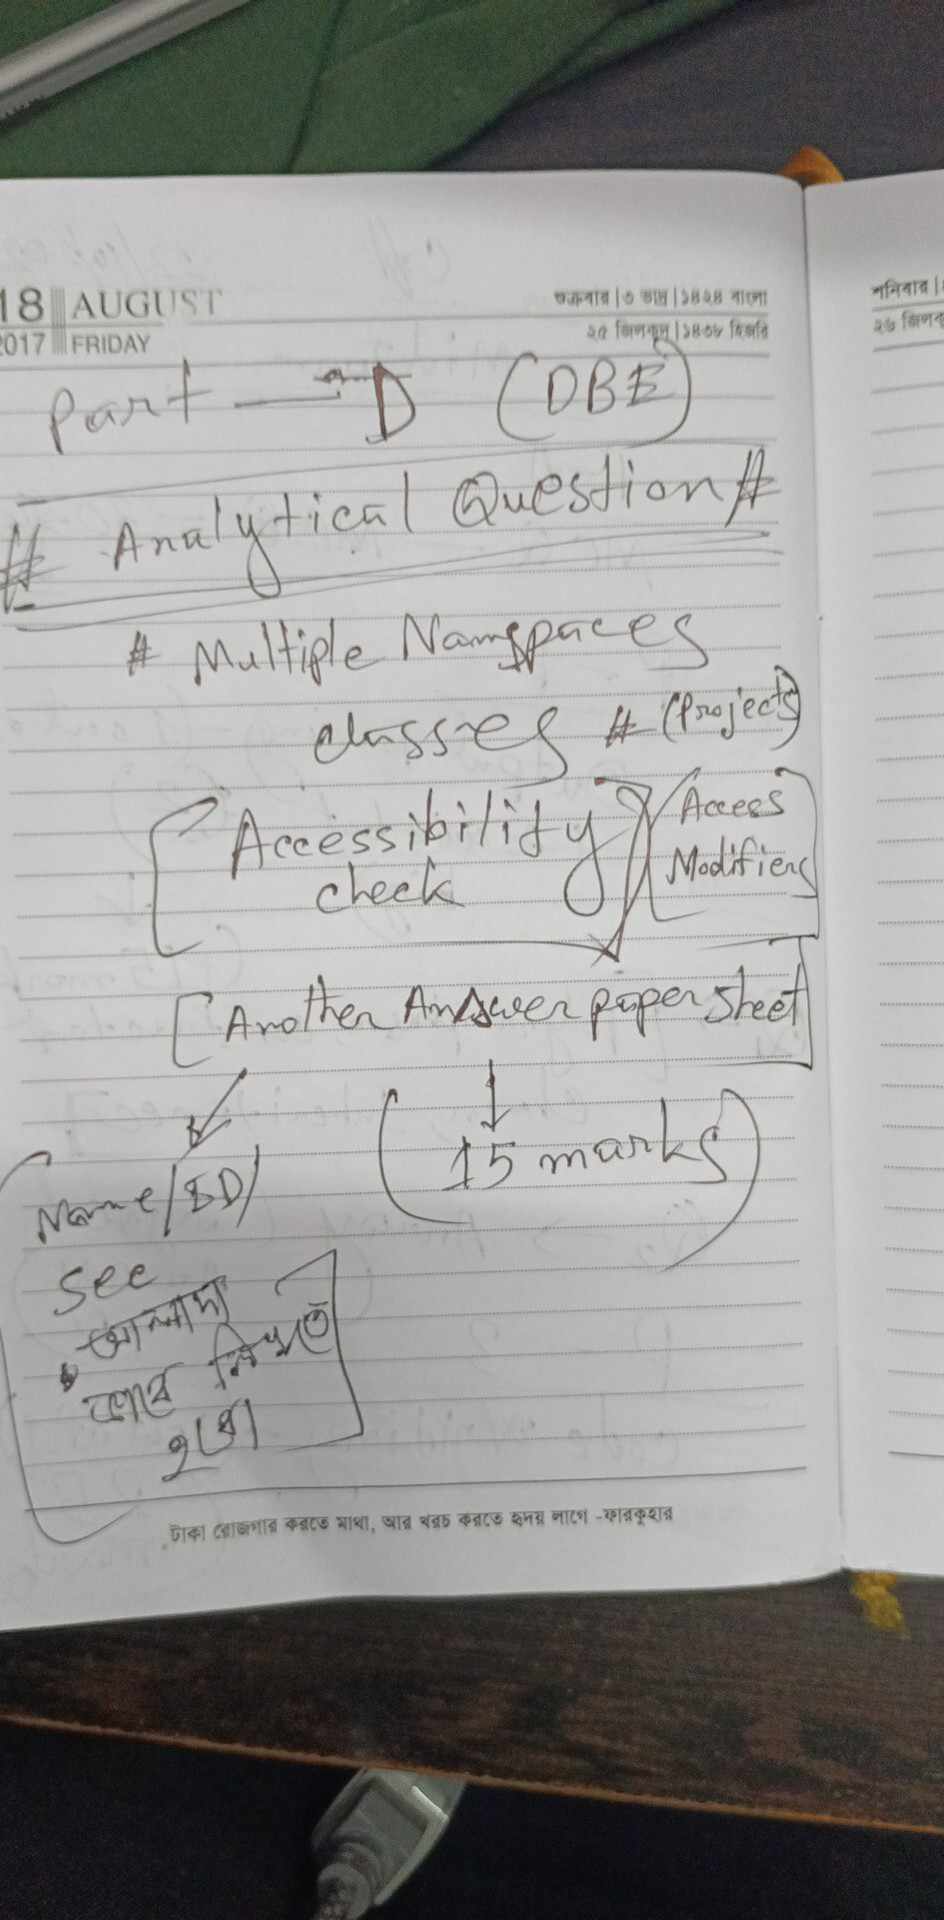 18 AUGUST
2017 FRIDAY
শুক্রবার | ৩ ভাদ্র | ১৪২৪ বাংলা
২৫ জিলকদ | ১৪৩৮ হিজরি
শনিবার |
২৬ জিলক
Part — D (DBE)
# Analytical Question #
# Multiple Namespaces
classes # (Projects)
[Accessibility check] [Access Modifiers]
[Another Answer paper sheet]
(15 marks)
Name/ID/
see
আলাদা
ভাবে লিখতে
হবে
টাকা রোজগার করতে মাথা, আর খরচ করতে হৃদয় লাগে -ফারকুহার